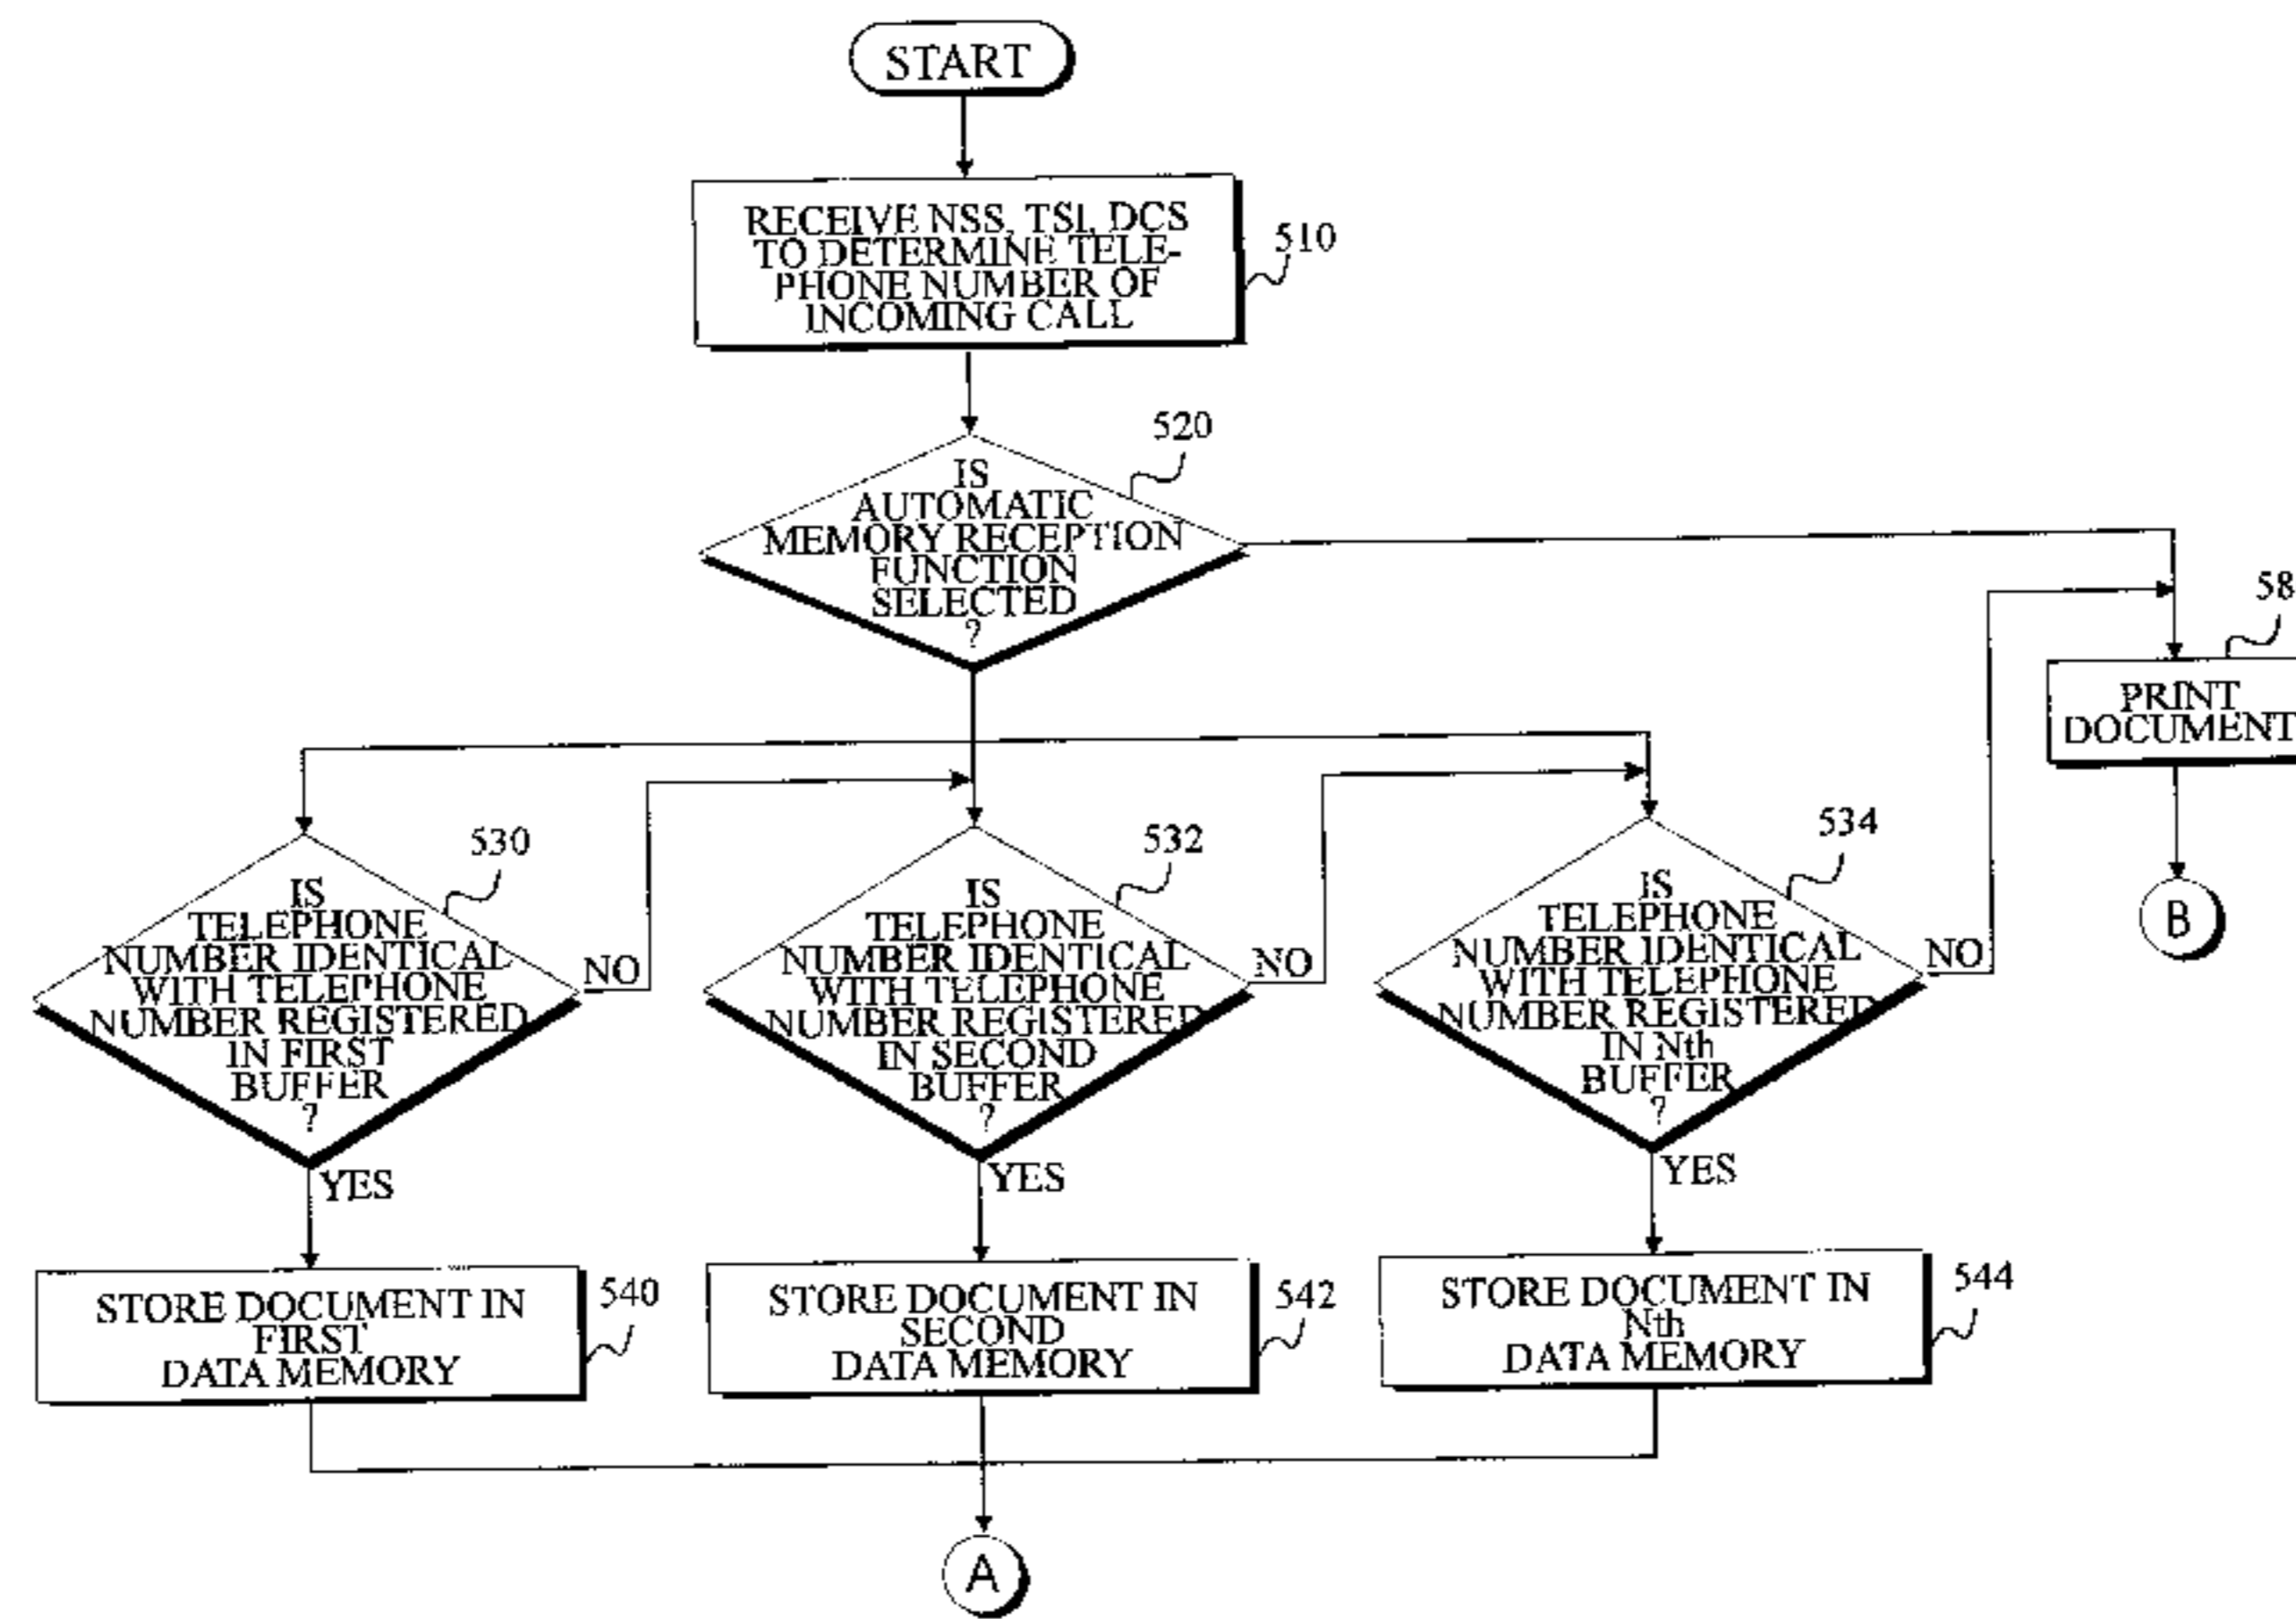 START
RECEIVE NSS, TSI, DCS
TO DETERMINE TELE-
PHONE NUMBER OF
INCOMING CALL
510
520
IS
AUTOMATIC
MEMORY RECEPTION
FUNCTION
SELECTED
?
58
PRINT
DOCUMENT
B
530
IS
TELEPHONE
NUMBER IDENTICAL
WITH TELEPHONE
NUMBER REGISTERED
IN FIRST
BUFFER
?
NO
YES
532
IS
TELEPHONE
NUMBER IDENTICAL
WITH TELEPHONE
NUMBER REGISTERED
IN SECOND
BUFFER
?
NO
YES
534
IS
TELEPHONE
NUMBER IDENTICAL
WITH TELEPHONE
NUMBER REGISTERED
IN Nth
BUFFER
?
NO
YES
STORE DOCUMENT IN
FIRST
DATA MEMORY
540
STORE DOCUMENT IN
SECOND
DATA MEMORY
542
STORE DOCUMENT IN
Nth
DATA MEMORY
544
A